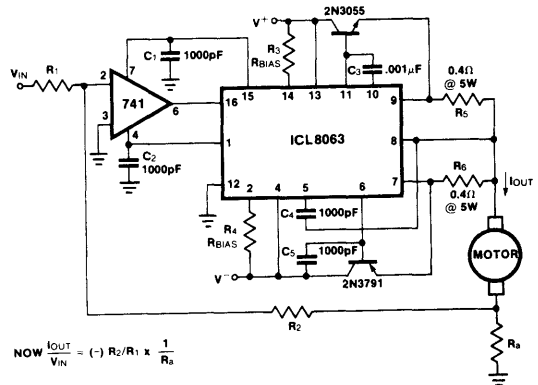 V+
2N3055
C1
1000pF
R3
RBIAS
C3
.001µF
0.4Ω
@ 5W
R5
VIN
R1
2
7
741
6
3
4
16
15
14
13
11
10
9
ICL8063
1
8
12
2
4
5
6
7
C2
1000pF
R6
0.4Ω
@ 5W
IOUT
R4
RBIAS
C4
1000pF
C5
1000pF
MOTOR
V−
2N3791
R2
Ra
NOW IOUT/VIN = (-) R2/R1 x 1/Ra